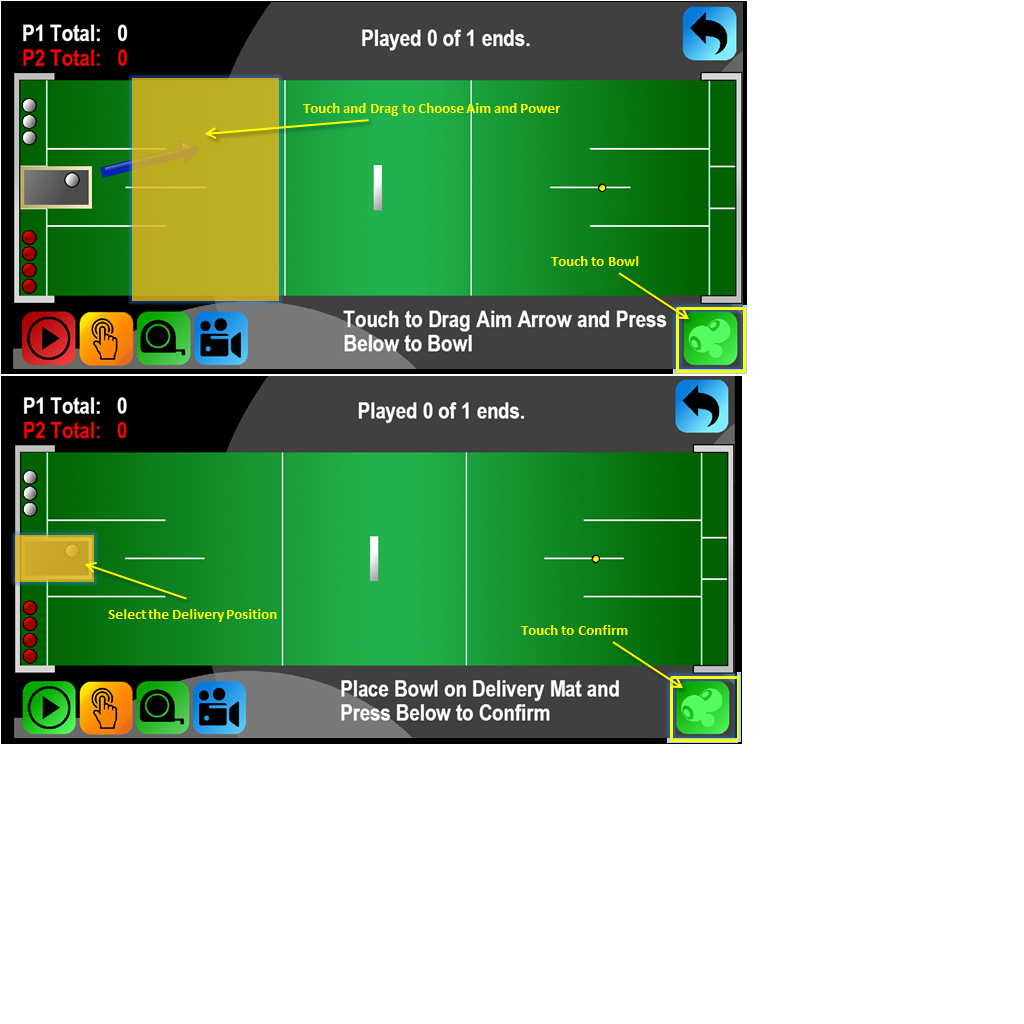 P1 Total: 0
P2 Total: 0
Played 0 of 1 ends.
Touch and Drag to Choose Aim and Power
Touch to Bowl
Touch to Drag Aim Arrow and Press
Below to Bowl
P1 Total: 0
P2 Total: 0
Played 0 of 1 ends.
Select the Delivery Position
Touch to Confirm
Place Bowl on Delivery Mat and
Press Below to Confirm